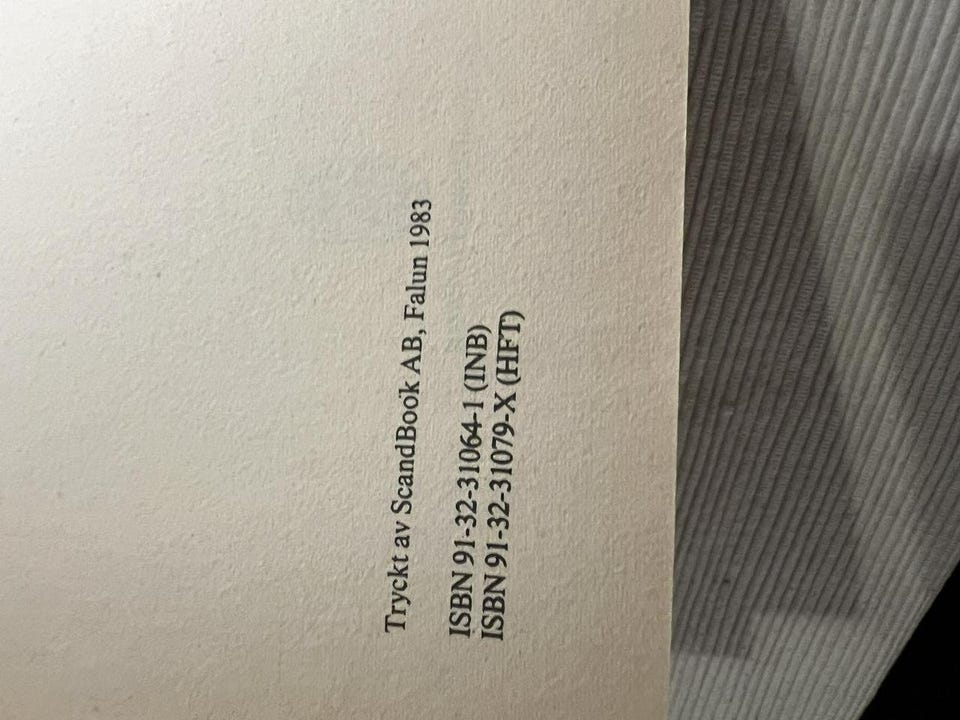 Tryckt av ScandBook AB, Falun 1983
ISBN 91-32-31064-1 (INB)
ISBN 91-32-31079-X (HFT)